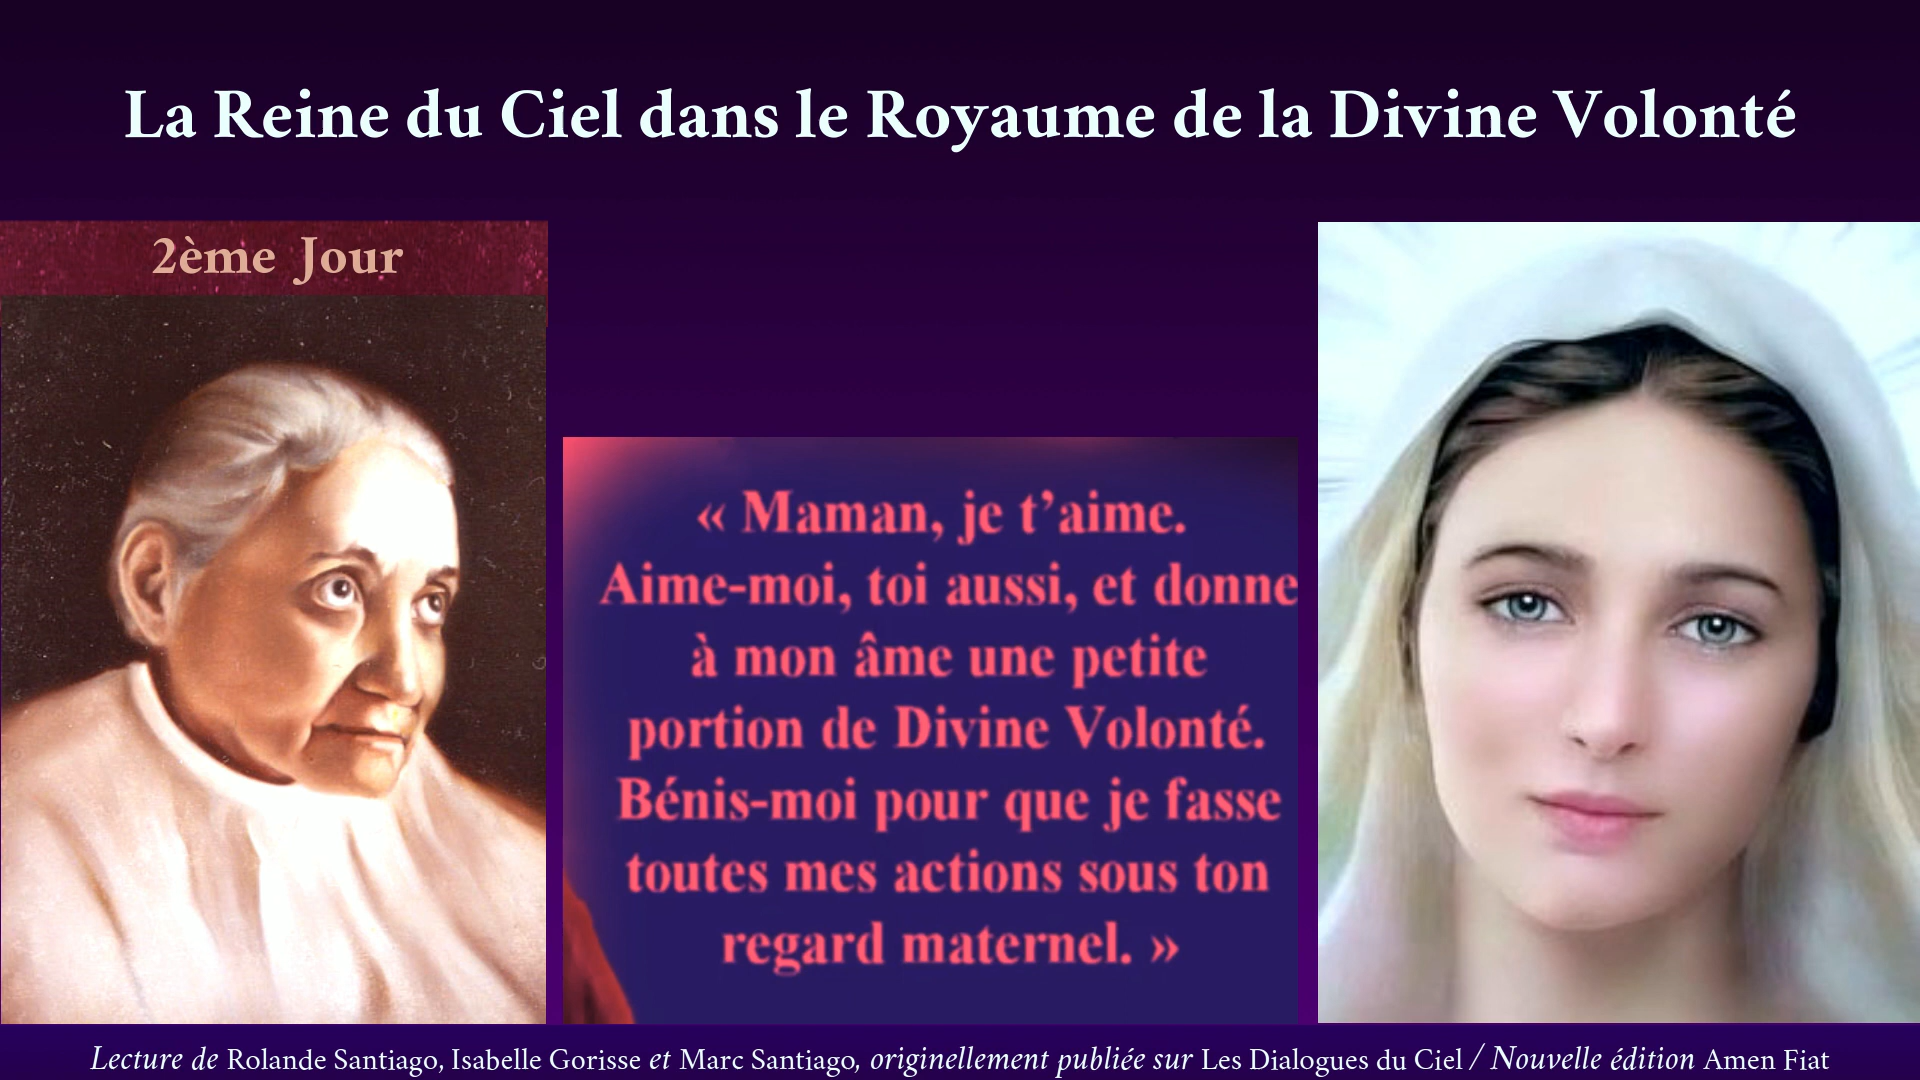 La Reine du Ciel dans le Royaume de la Divine Volonté
2ème Jour
« Maman, je t’aime.
Aime-moi, toi aussi, et donne
à mon âme une petite
portion de Divine Volonté.
Bénis-moi pour que je fasse
toutes mes actions sous ton
regard maternel. »
Lecture de Rolande Santiago, Isabelle Gorisse et Marc Santiago, originellement publiée sur Les Dialogues du Ciel / Nouvelle édition Amen Fiat